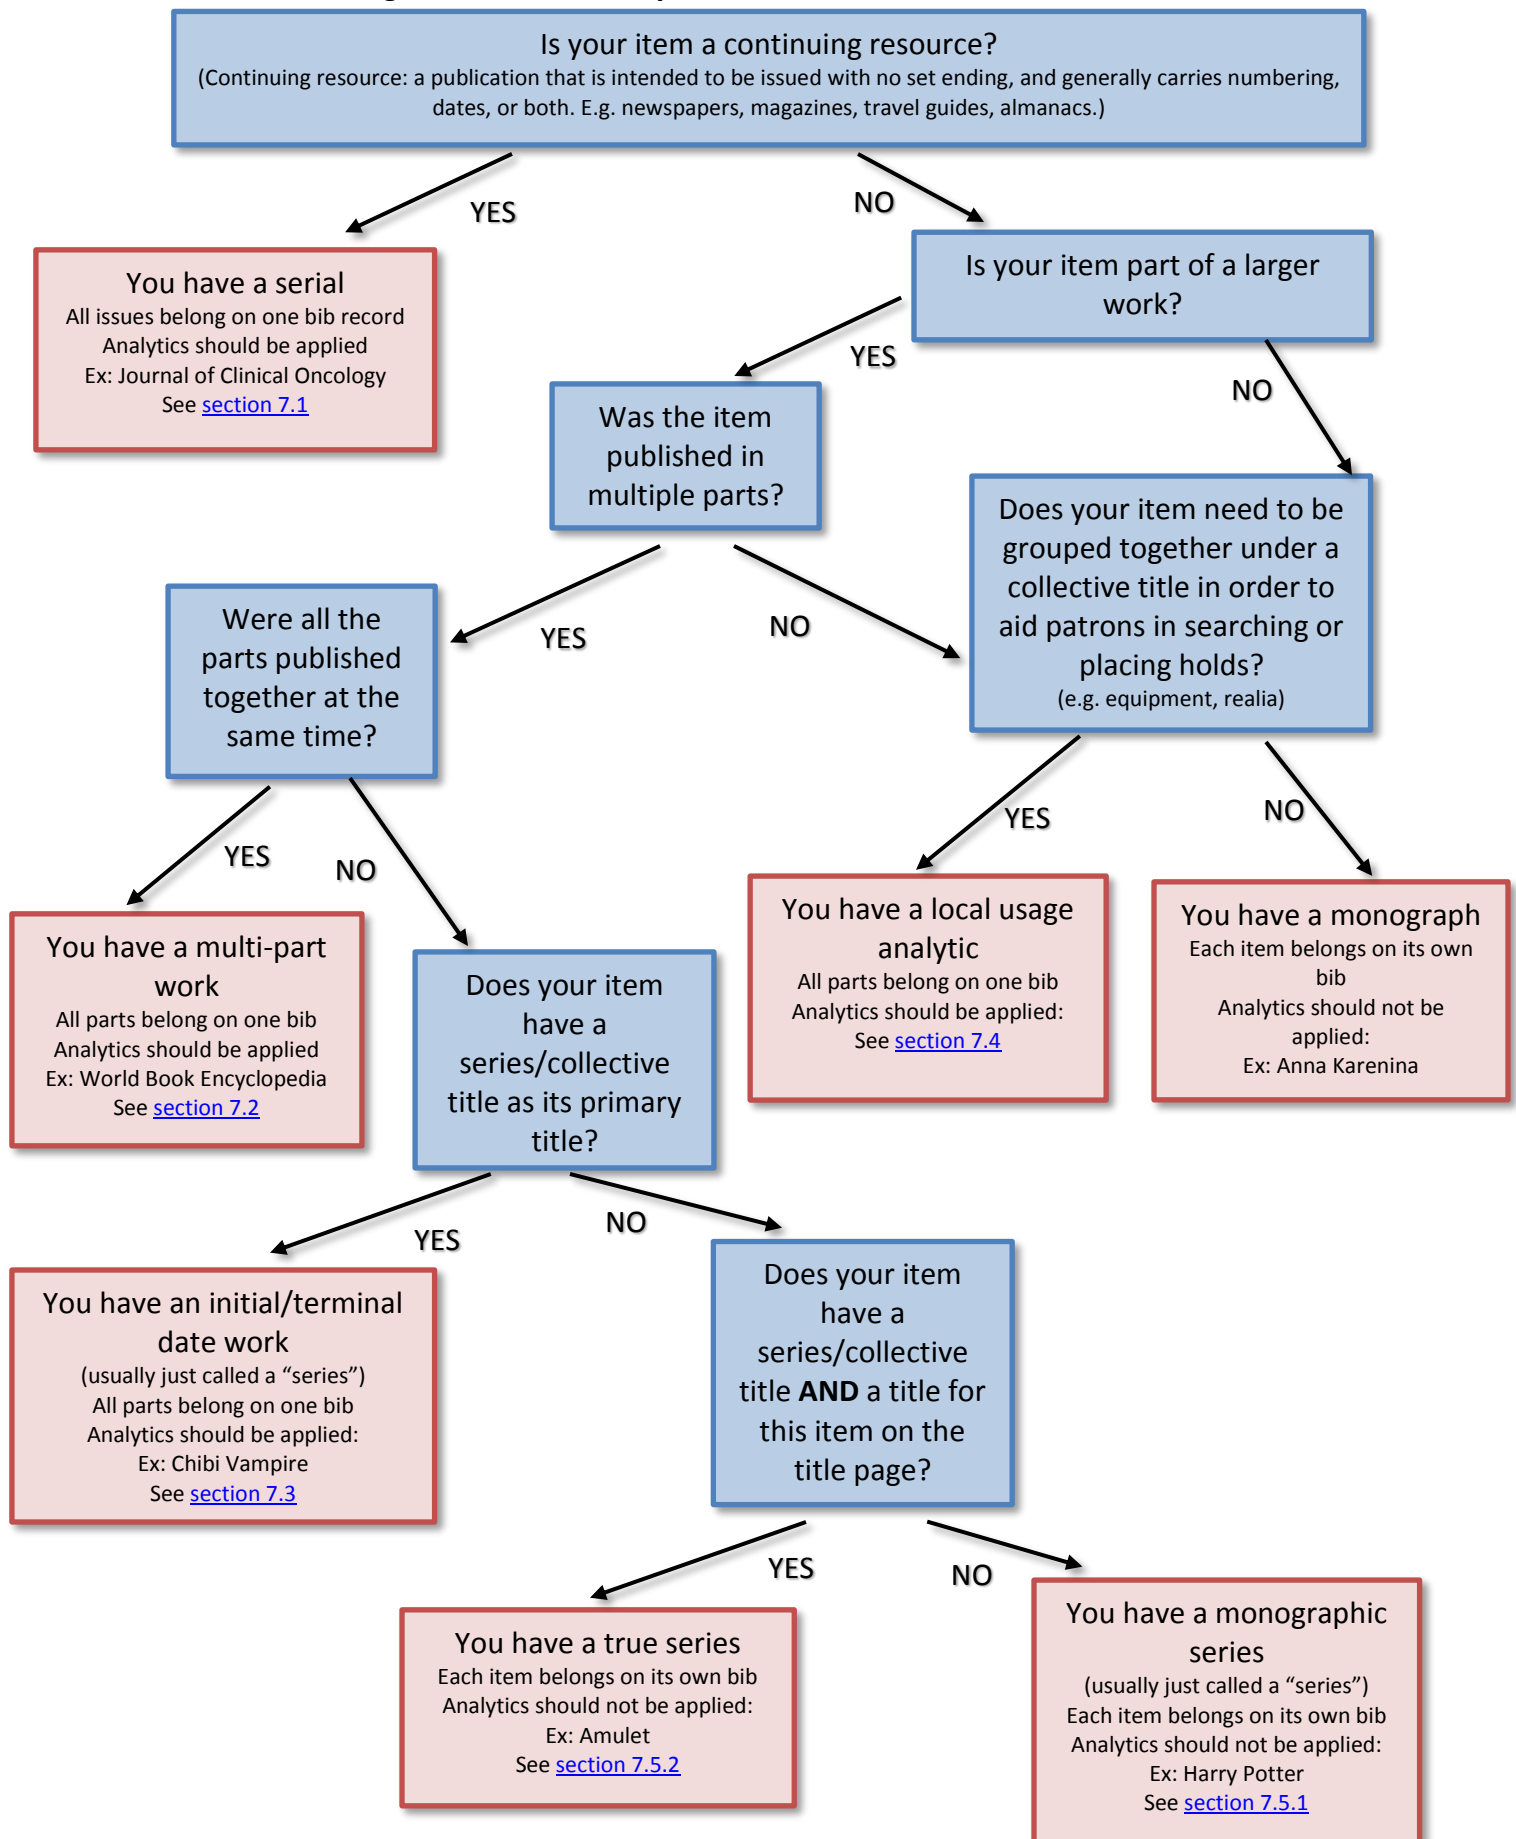 Is your item a continuing resource?
(Continuing resource: a publication that is intended to be issued with no set ending, and generally carries numbering,
dates, or both. E.g. newspapers, magazines, travel guides, almanacs.)
YES
NO
You have a serial
All issues belong on one bib record
Analytics should be applied
Ex: Journal of Clinical Oncology
See section 7.1
Is your item part of a larger
work?
YES
NO
Was the item
published in
multiple parts?
Does your item need to be
grouped together under a
collective title in order to
aid patrons in searching or
placing holds?
(e.g. equipment, realia)
YES
NO
Were all the
parts published
together at the
same time?
YES
NO
YES
NO
You have a multi-part
work
All parts belong on one bib
Analytics should be applied
Ex: World Book Encyclopedia
See section 7.2
Does your item
have a
series/collective
title as its primary
title?
You have a local usage
analytic
All parts belong on one bib
Analytics should be applied:
See section 7.4
You have a monograph
Each item belongs on its own
bib
Analytics should not be
applied:
Ex: Anna Karenina
YES
NO
You have an initial/terminal
date work
(usually just called a “series”)
All parts belong on one bib
Analytics should be applied:
Ex: Chibi Vampire
See section 7.3
Does your item
have a
series/collective
title AND a title for
this item on the
title page?
YES
NO
You have a true series
Each item belongs on its own bib
Analytics should not be applied:
Ex: Amulet
See section 7.5.2
You have a monographic
series
(usually just called a “series”)
Each item belongs on its own bib
Analytics should not be applied:
Ex: Harry Potter
See section 7.5.1